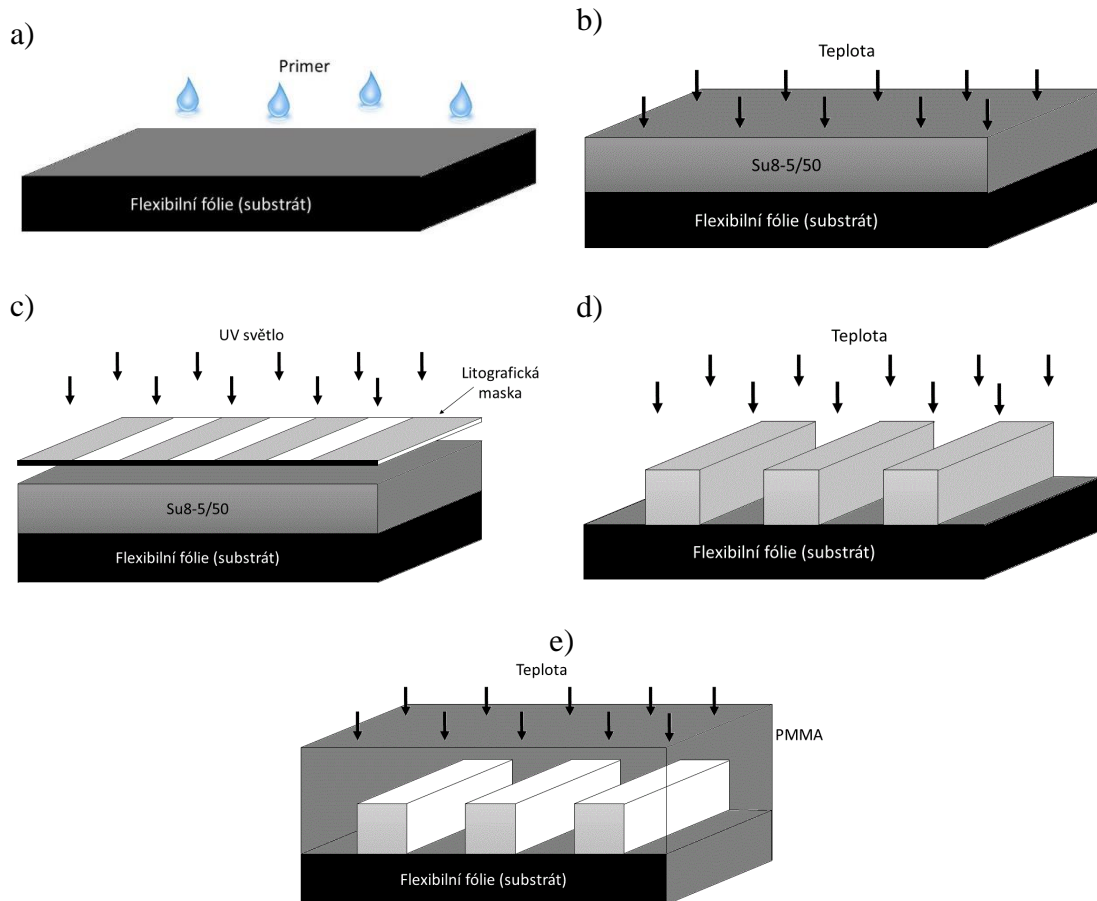 a)
Primer
Flexibilní fólie (substrát)
b)
Teplota
Su8-5/50
Flexibilní fólie (substrát)
c)
UV světlo
Litografická
maska
Su8-5/50
Flexibilní fólie (substrát)
d)
Teplota
Flexibilní fólie (substrát)
e)
Teplota
PMMA
Flexibilní fólie (substrát)